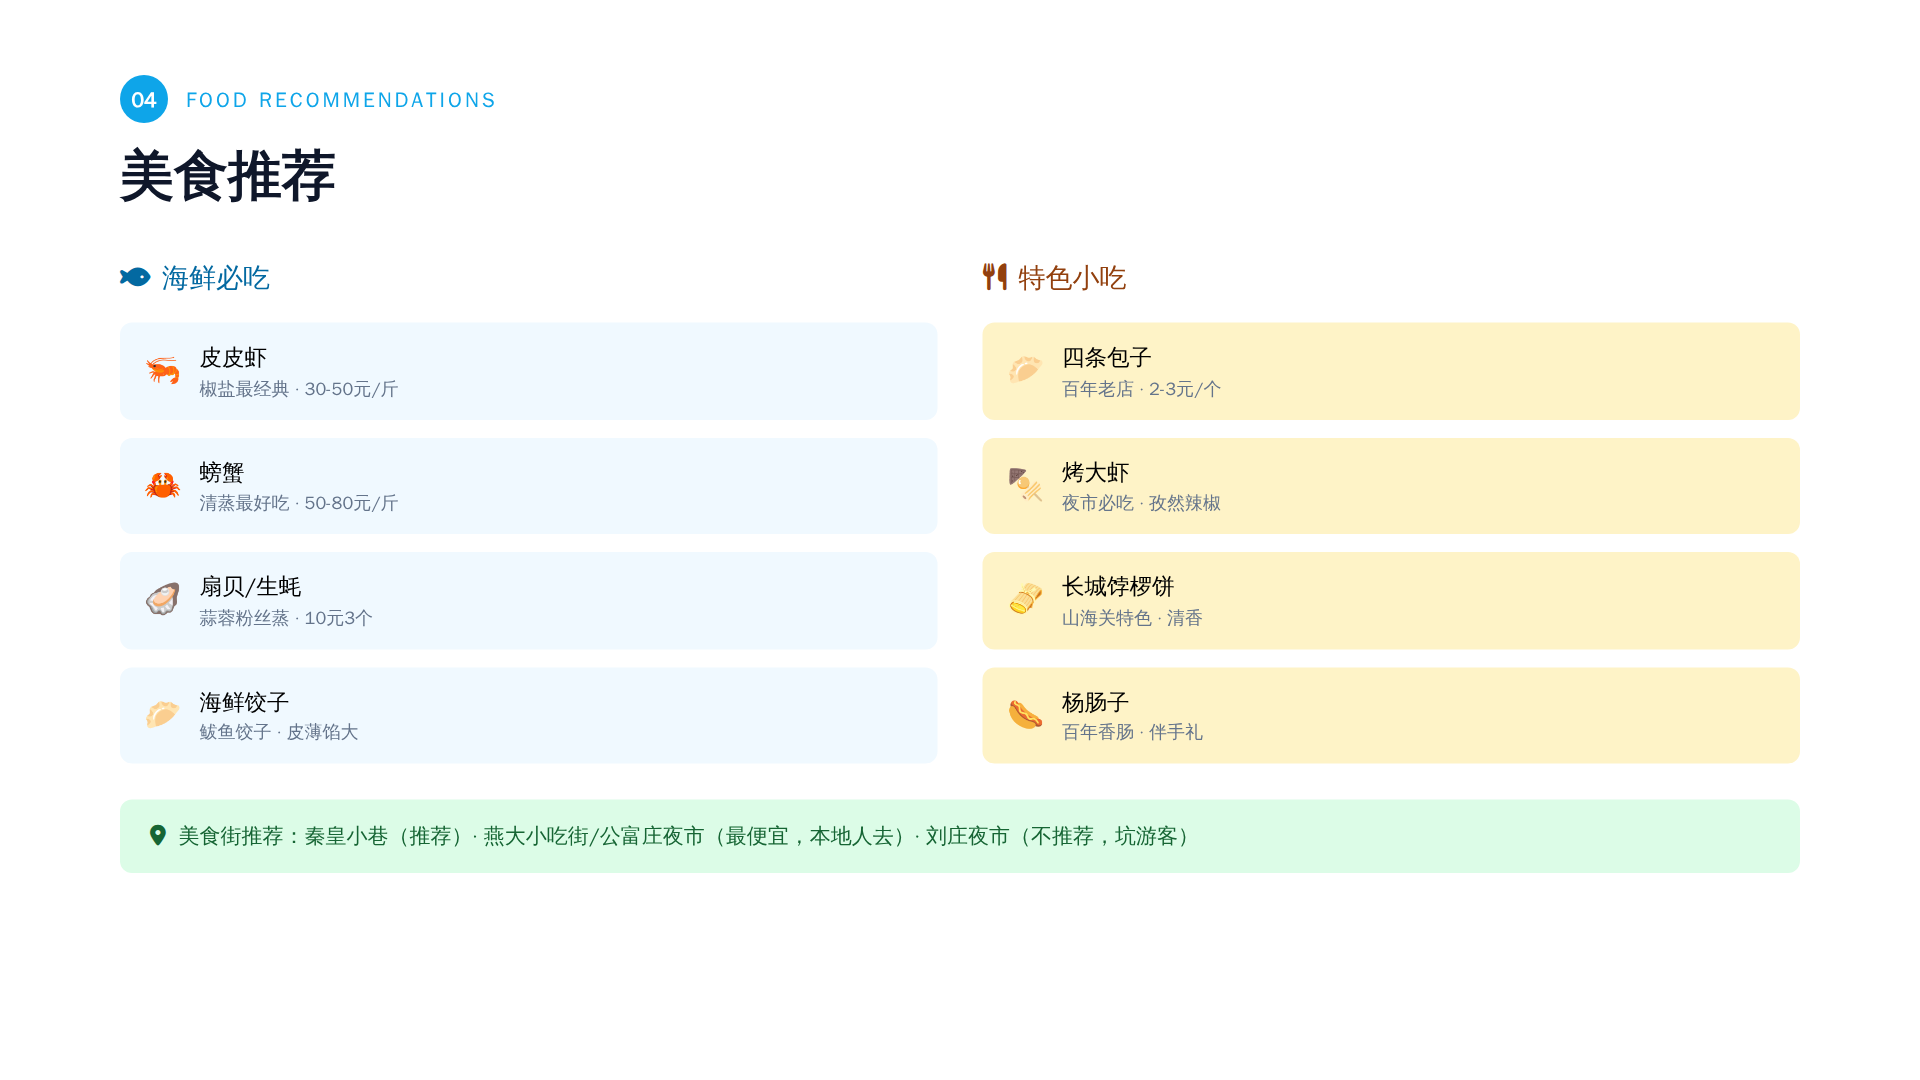 04
FOOD RECOMMENDATIONS
美食推荐
海鲜必吃
皮皮虾
椒盐最经典 · 30-50元/斤
螃蟹
清蒸最好吃 · 50-80元/斤
扇贝/生蚝
蒜蓉粉丝蒸 · 10元3个
海鲜饺子
鲅鱼饺子 · 皮薄馅大
特色小吃
四条包子
百年老店 · 2-3元/个
烤大虾
夜市必吃 · 孜然辣椒
长城饽椤饼
山海关特色 · 清香
杨肠子
百年香肠 · 伴手礼
美食街推荐：秦皇小巷（推荐）· 燕大小吃街/公富庄夜市（最便宜，本地人去）· 刘庄夜市（不推荐，坑游客）